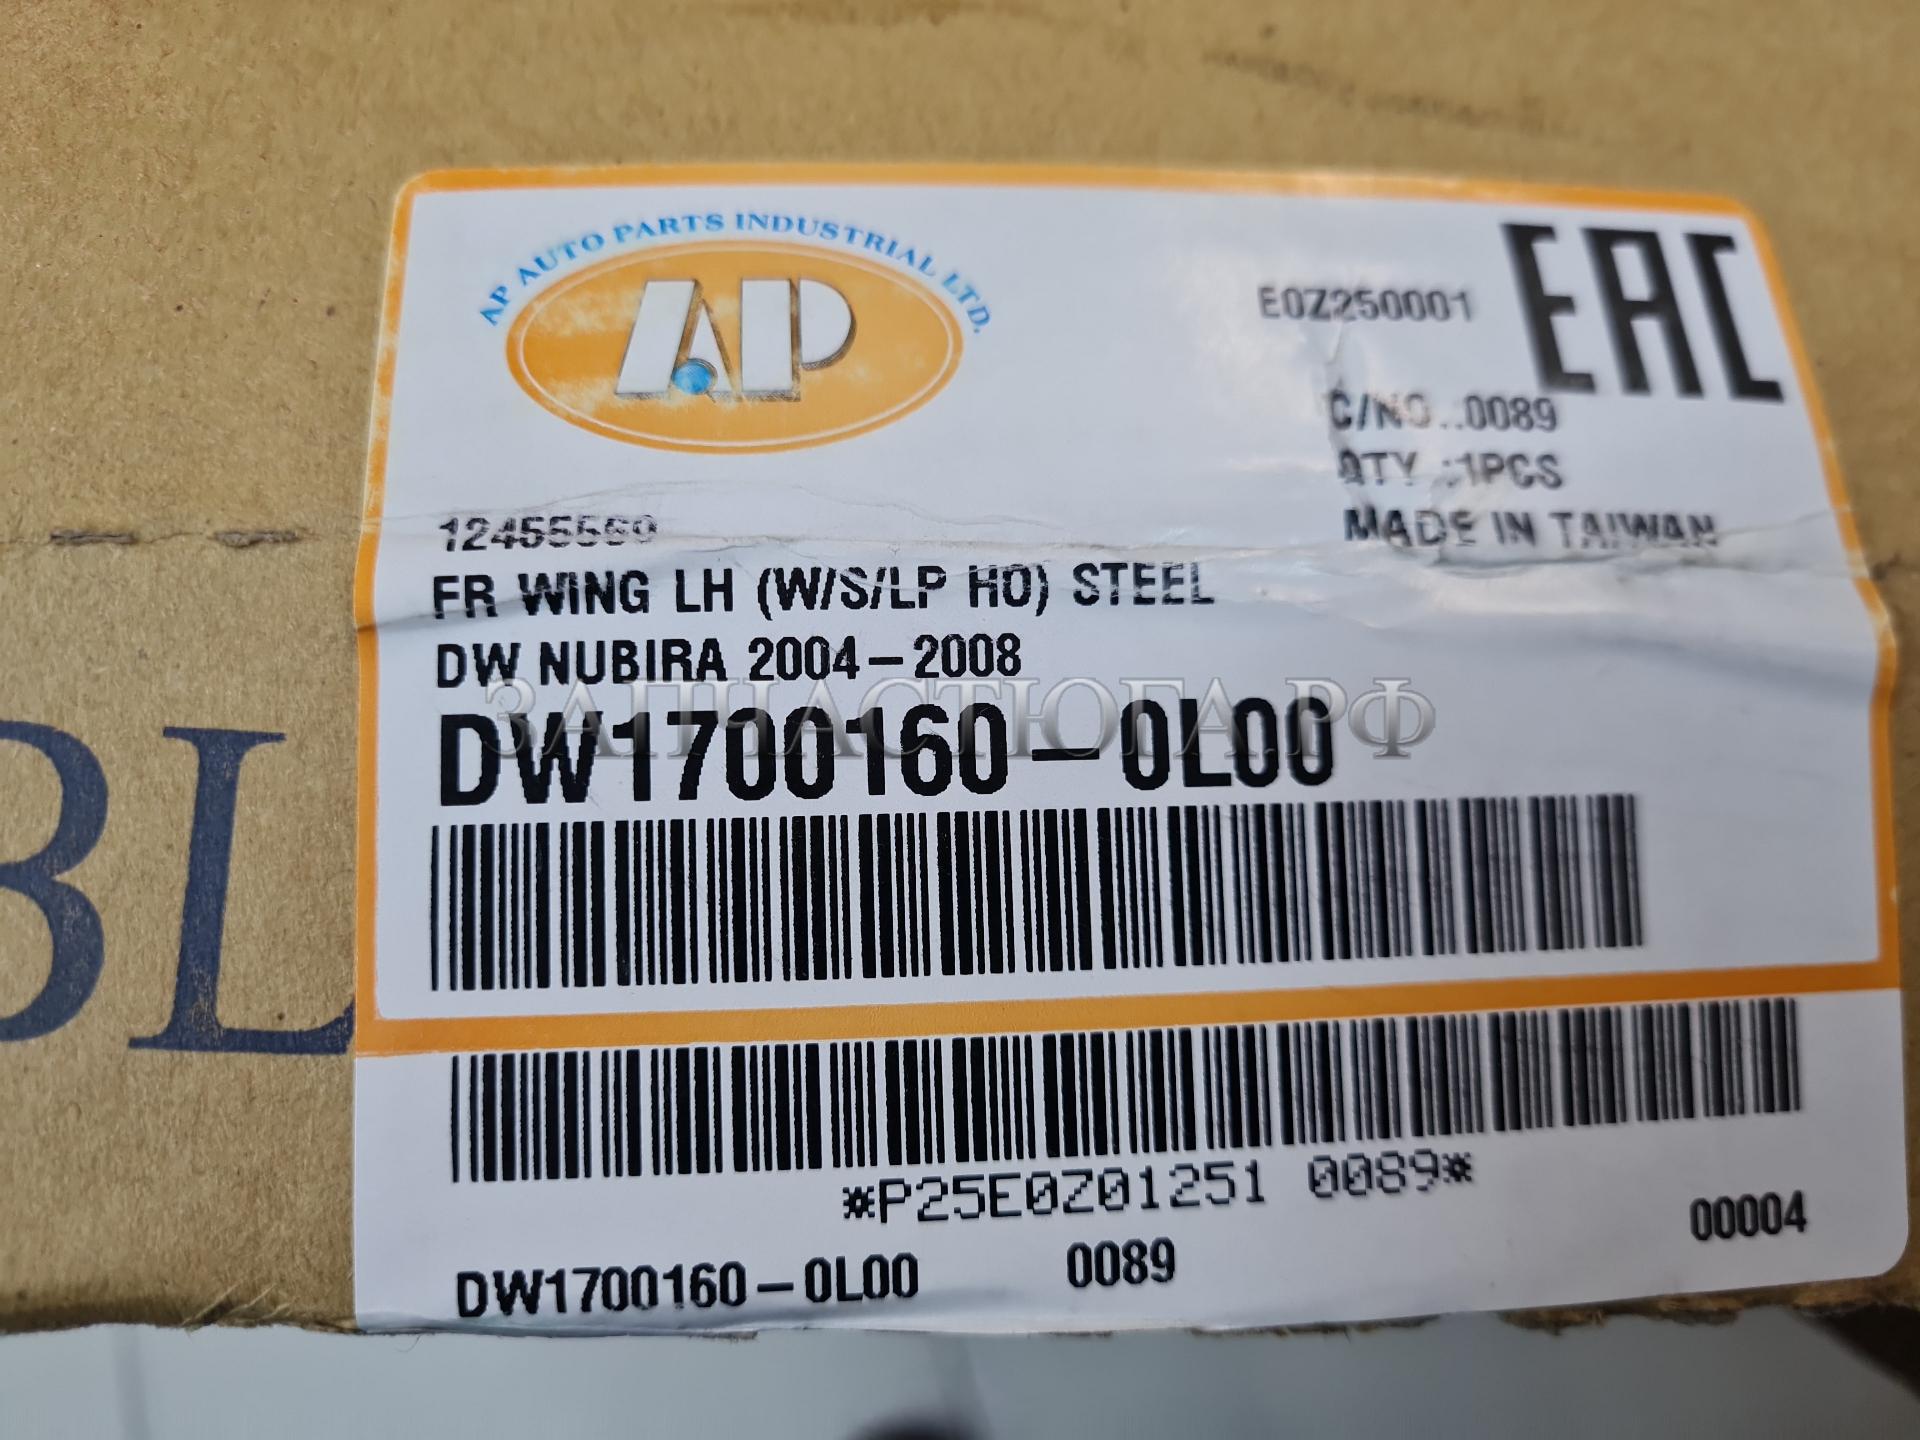 AP AUTO PARTS INDUSTRIAL LTD.
AP
EAC
E0Z250001
C/NO..0089
QTY :1PCS
MADE IN TAIWAN
FR WING LH (W/S/LP HO) STEEL
DW NUBIRA 2004-2008
ЗАПЧАСТЮГА.РФ
DW1700160-0L00
BL
*P25E0Z01251 0089*
00004
DW1700160-0L00 0089